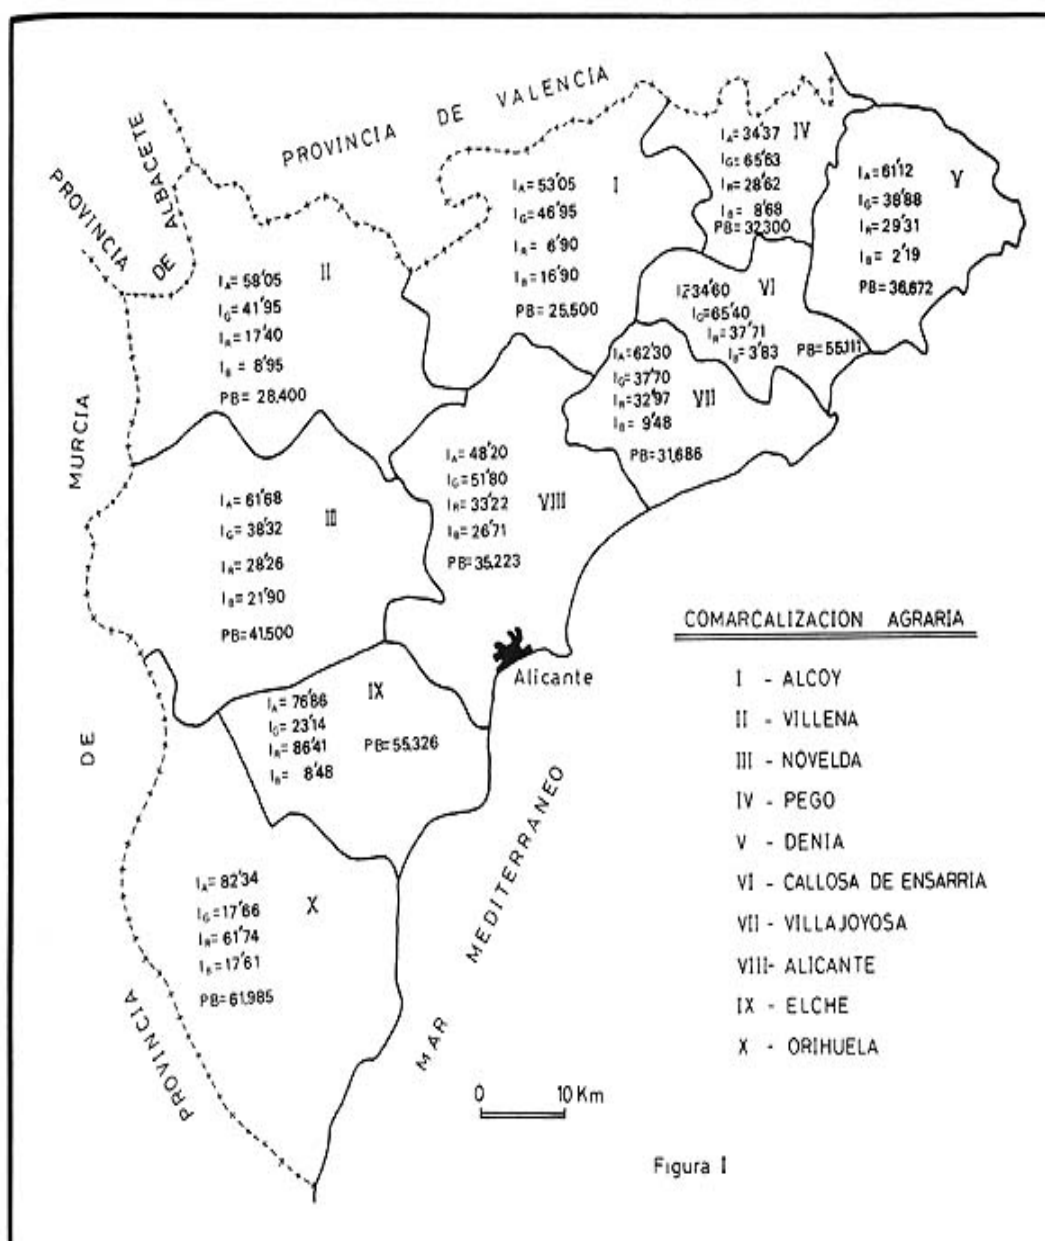 PROVINCIA DE VALENCIA
PROVINCIA DE ALBACETE
PROVINCIA DE MURCIA
MAR MEDITERRANEO
I
IA= 53'05
IG= 46'95
IR= 6'90
IB= 16'90
PB= 25,500
II
IA= 58'05
IG= 41'95
IR= 17'40
IB= 8'95
PB= 28,400
III
IA= 61'68
IG= 38'32
IR= 28'26
IB= 21'90
PB= 41,500
IV
IA= 34'37
IG= 65'63
IR= 28'62
IB= 8'68
PB= 32,300
V
IA= 61'12
IG= 38'88
IR= 29'31
IB= 2'19
PB= 36,672
VI
IA=34'60
IG=65'40
IR= 37'71
IB= 3'83
PB= 55,111
VII
IA= 62'30
IG= 37'70
IR= 32'97
IB= 9'48
PB= 31,686
VIII
IA= 48'20
IG= 51'80
IR= 33'22
IB= 26'71
PB= 35,223
Alicante
IX
IA= 76'86
IG= 23'14
IR= 86'41
IB= 8'48
PB= 55,326
X
IA= 82'34
IG= 17'66
IR= 61'74
IB= 17'61
PB= 61,985
COMARCALIZACION AGRARIA
I - ALCOY
II - VILLENA
III - NOVELDA
IV - PEGO
V - DENIA
VI - CALLOSA DE ENSARRIA
VII - VILLAJOYOSA
VIII- ALICANTE
IX - ELCHE
X - ORIHUELA
0 10 Km
Figura I